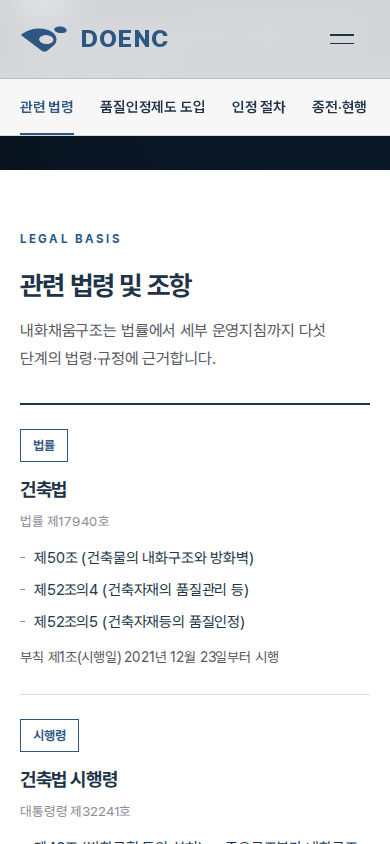 DOENC
관련 법령 품질인정제도 도입 인정 절차 종전·현행
LEGAL BASIS
관련 법령 및 조항
내화채움구조는 법률에서 세부 운영지침까지 다섯
단계의 법령·규정에 근거합니다.
법률
건축법
법률 제17940호
- 제50조 (건축물의 내화구조와 방화벽)
- 제52조의4 (건축자재의 품질관리 등)
- 제52조의5 (건축자재등의 품질인정)
부칙 제1조(시행일) 2021년 12월 23일부터 시행
시행령
건축법 시행령
대통령령 제32241호